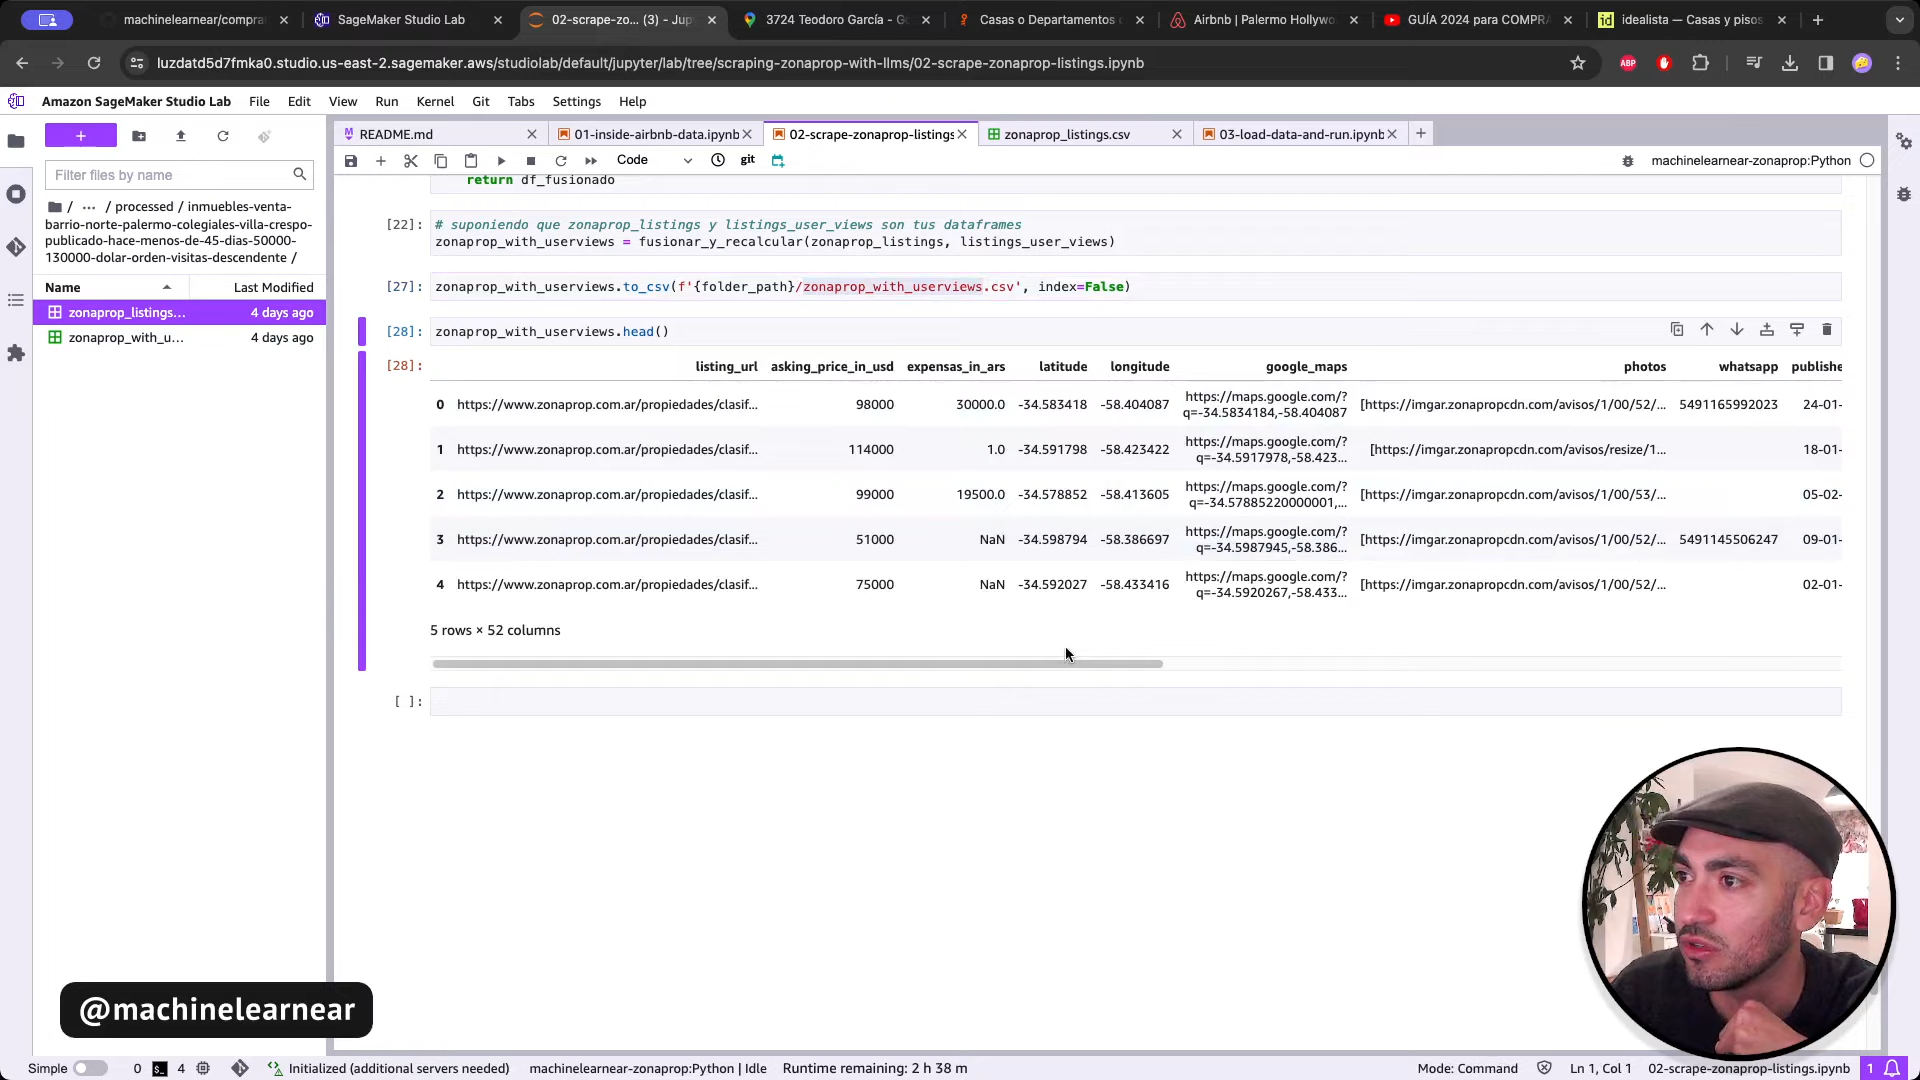 machinelearnear/compra
SageMaker Studio Lab
02-scrape-zo... (3) - Jup
3724 Teodoro García - G
Casas o Departamentos
Airbnb | Palermo Hollywo
GUÍA 2024 para COMPRA
idealista — Casas y pisos
luzdatd5d7fmka0.studio.us-east-2.sagemaker.aws/studiolab/default/jupyter/lab/tree/scraping-zonaprop-with-llms/02-scrape-zonaprop-listings.ipynb
ABP
Amazon SageMaker Studio Lab File Edit View Run Kernel Git Tabs Settings Help
README.md
01-inside-airbnb-data.ipynb
02-scrape-zonaprop-listings
zonaprop_listings.csv
03-load-data-and-run.ipynb
Code
git
machinelearnear-zonaprop:Python
Filter files by name
/ ... / processed / inmuebles-venta-
barrio-norte-palermo-colegiales-villa-crespo-
publicado-hace-menos-de-45-dias-50000-
130000-dolar-orden-visitas-descendente /
Name Last Modified
zonaprop_listings... 4 days ago
zonaprop_with_u... 4 days ago
return df_fusionado
[22]: # suponiendo que zonaprop_listings y listings_user_views son tus dataframes
zonaprop_with_userviews = fusionar_y_recalcular(zonaprop_listings, listings_user_views)
[27]: zonaprop_with_userviews.to_csv(f'{folder_path}/zonaprop_with_userviews.csv', index=False)
[28]: zonaprop_with_userviews.head()
[28]: listing_url asking_price_in_usd expensas_in_ars latitude longitude google_maps photos whatsapp publishe
0 https://www.zonaprop.com.ar/propiedades/clasif... 98000 30000.0 -34.583418 -58.404087 https://maps.google.com/?
q=-34.5834184,-58.404087 [https://imgar.zonapropcdn.com/avisos/1/00/52/... 5491165992023 24-01-
1 https://www.zonaprop.com.ar/propiedades/clasif... 114000 1.0 -34.591798 -58.423422 https://maps.google.com/?
q=-34.5917978,-58.423... [https://imgar.zonapropcdn.com/avisos/resize/1... 18-01-
2 https://www.zonaprop.com.ar/propiedades/clasif... 99000 19500.0 -34.578852 -58.413605 https://maps.google.com/?
q=-34.57885220000001,... [https://imgar.zonapropcdn.com/avisos/1/00/53/... 05-02-
3 https://www.zonaprop.com.ar/propiedades/clasif... 51000 NaN -34.598794 -58.386697 https://maps.google.com/?
q=-34.5987945,-58.386... [https://imgar.zonapropcdn.com/avisos/1/00/52/... 5491145506247 09-01-
4 https://www.zonaprop.com.ar/propiedades/clasif... 75000 NaN -34.592027 -58.433416 https://maps.google.com/?
q=-34.5920267,-58.433... [https://imgar.zonapropcdn.com/avisos/1/00/52/... 02-01-
5 rows × 52 columns
[ ]:
@machinelearnear
Simple 0 4 Initialized (additional servers needed) machinelearnear-zonaprop:Python | Idle Runtime remaining: 2 h 38 m Mode: Command Ln 1, Col 1 02-scrape-zonaprop-listings.ipynb 1